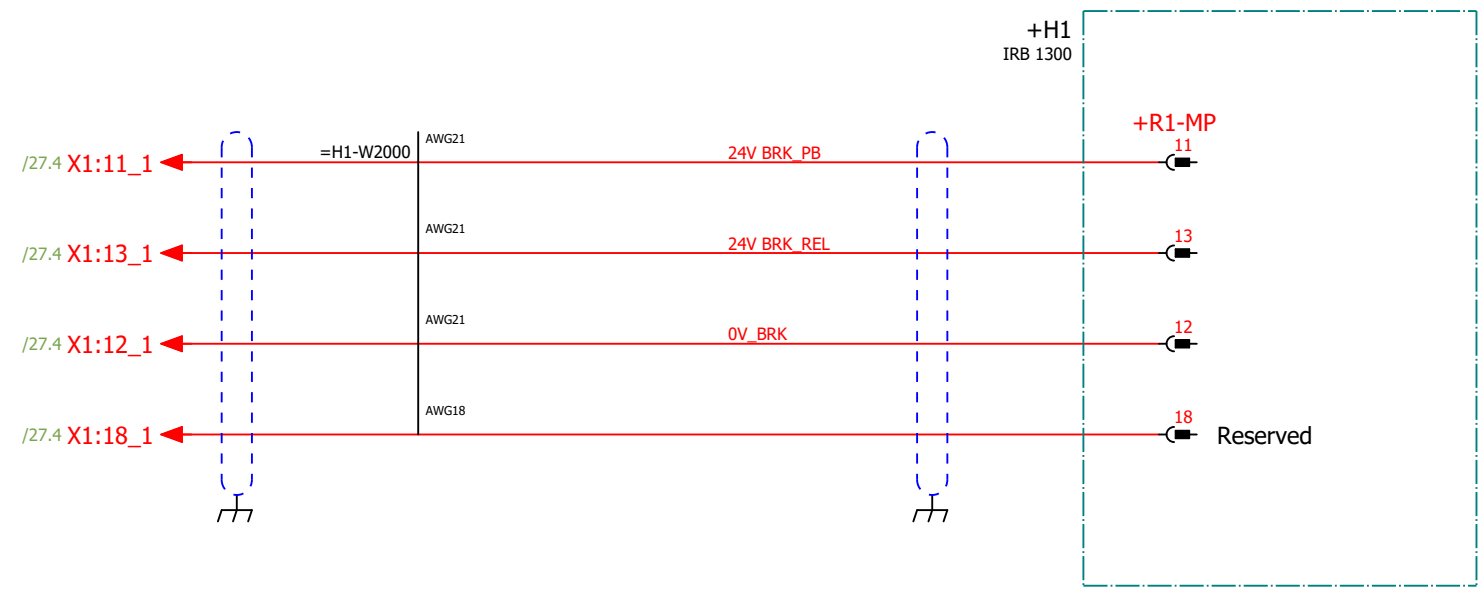 +H1
IRB 1300
+R1-MP
/27.4 X1:11_1
=H1-W2000
AWG21
24V BRK_PB
11
/27.4 X1:13_1
AWG21
24V BRK_REL
13
/27.4 X1:12_1
AWG21
0V_BRK
12
/27.4 X1:18_1
AWG18
18
Reserved